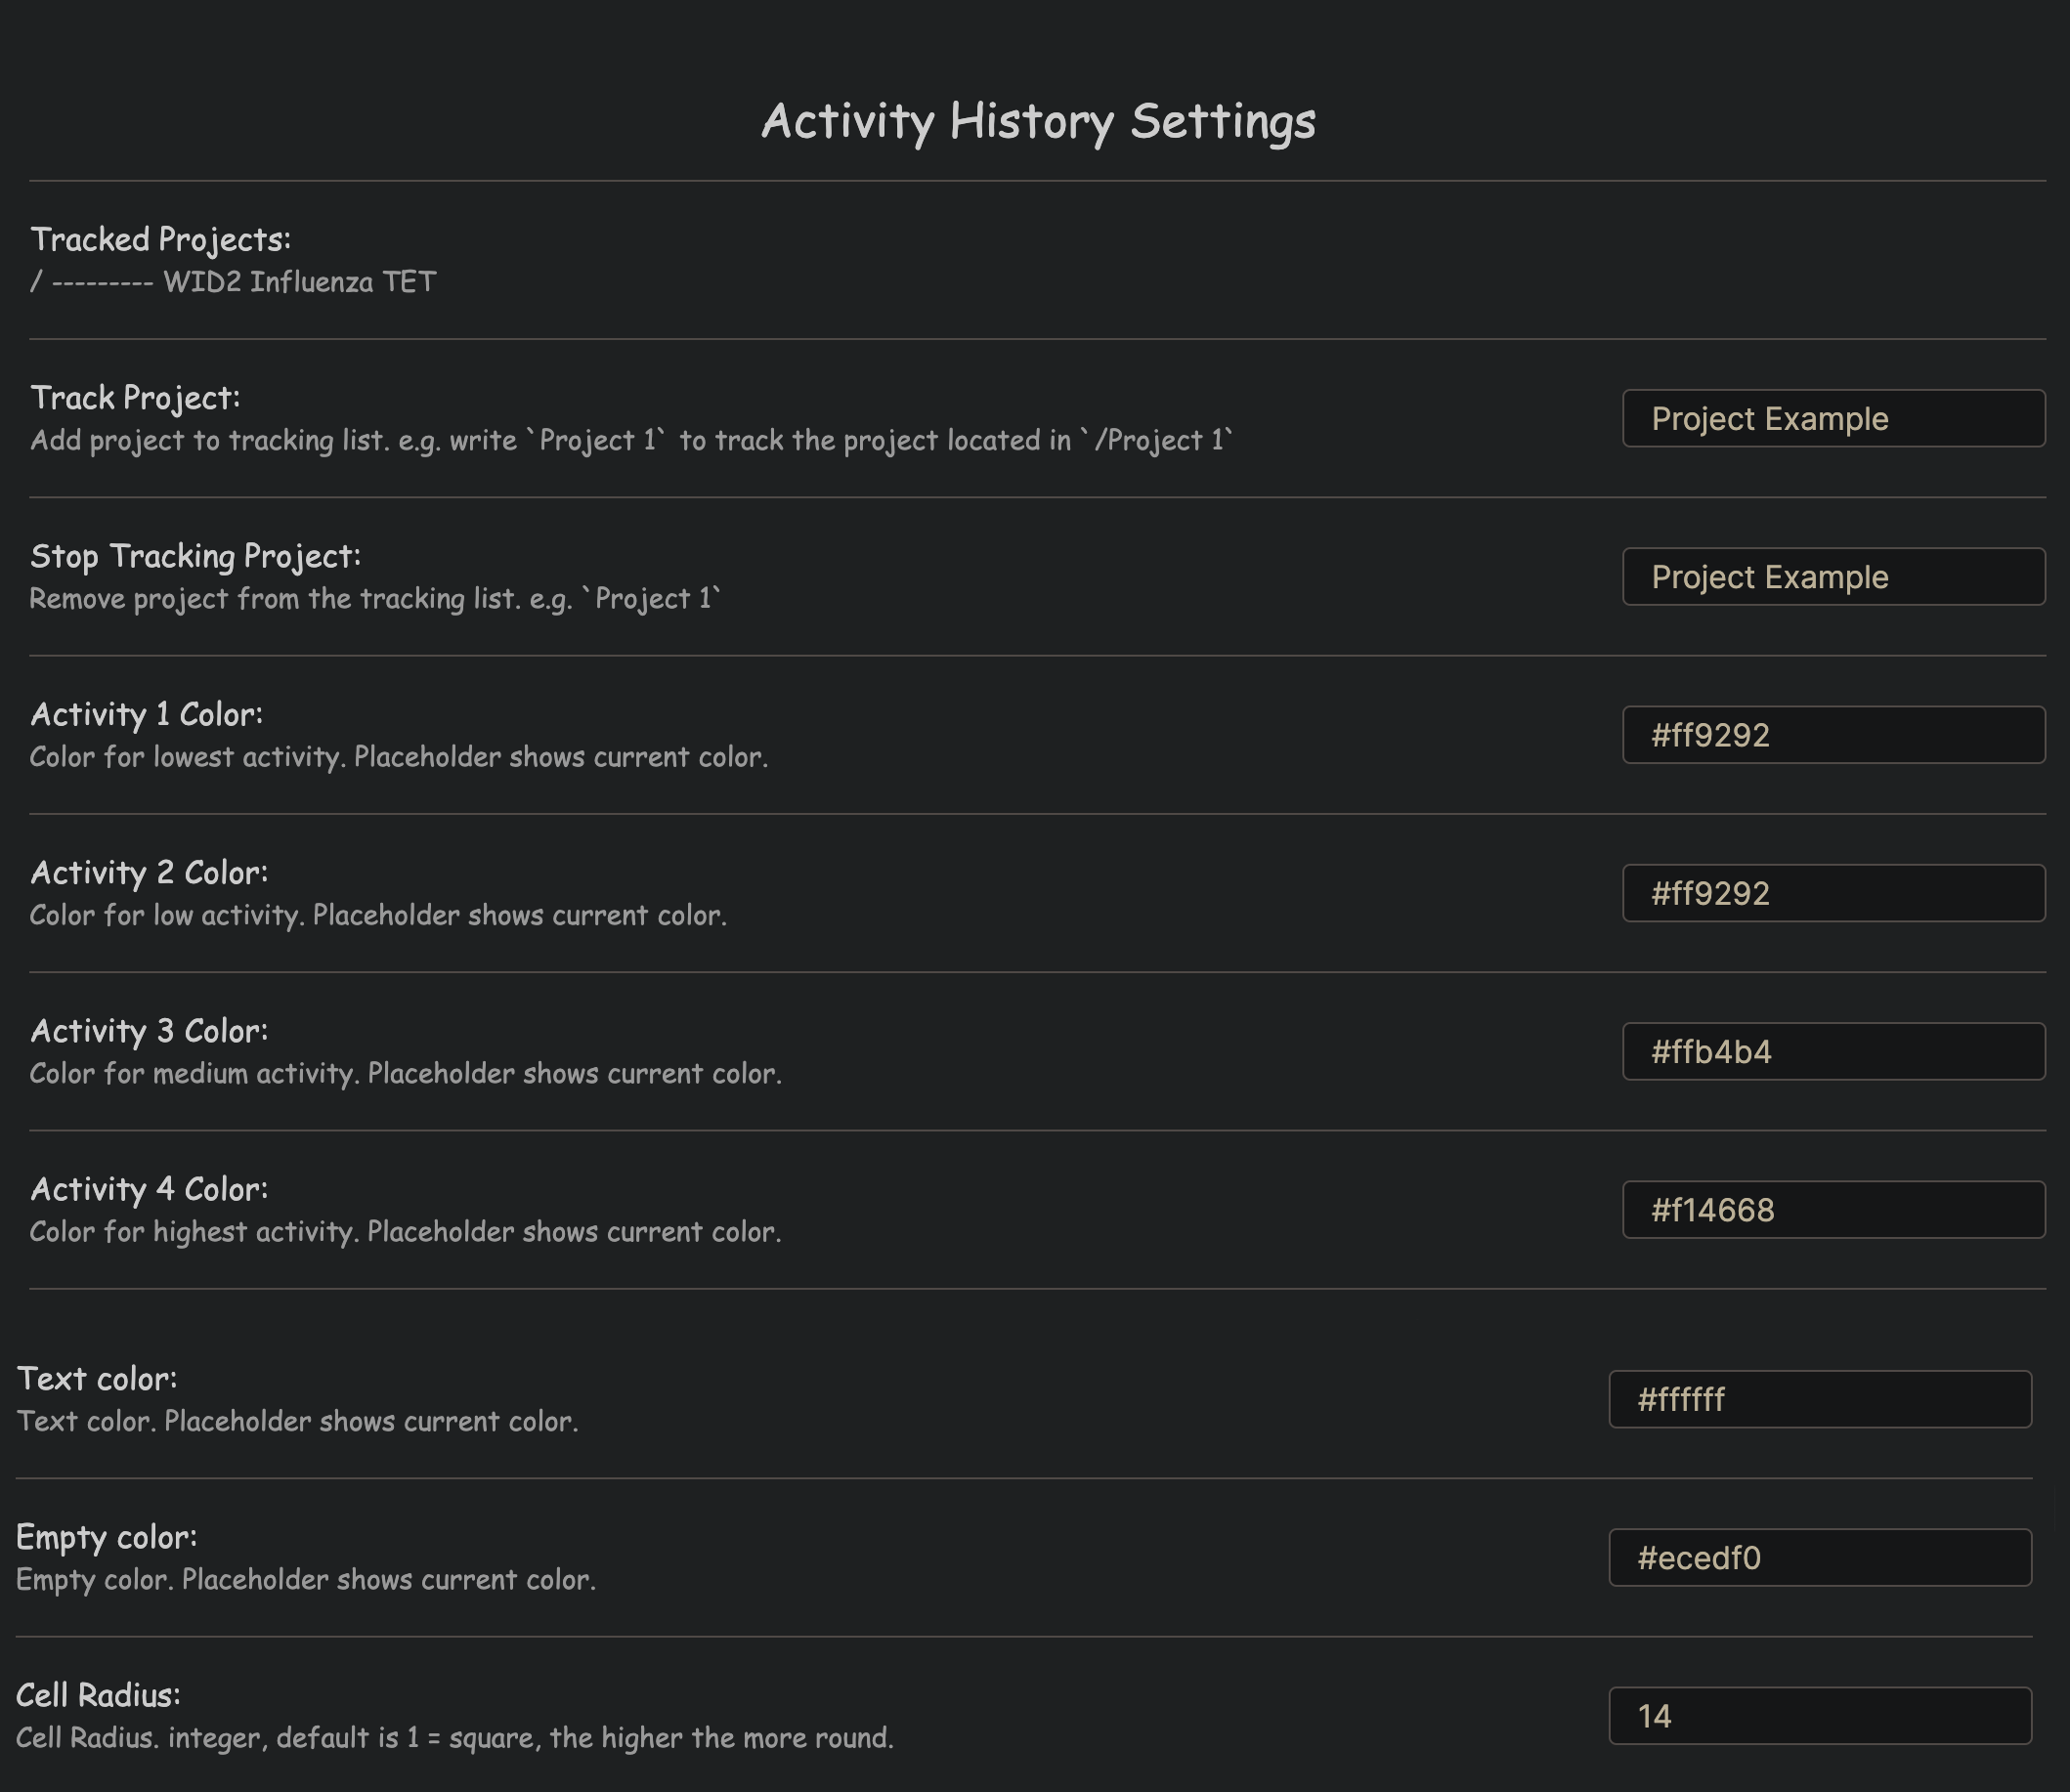 Activity History Settings
Tracked Projects:
/ --------- WID2 Influenza TET
Track Project:
Add project to tracking list. e.g. write `Project 1` to track the project located in `/Project 1`
Project Example
Stop Tracking Project:
Remove project from the tracking list. e.g. `Project 1`
Project Example
Activity 1 Color:
Color for lowest activity. Placeholder shows current color.
#ff9292
Activity 2 Color:
Color for low activity. Placeholder shows current color.
#ff9292
Activity 3 Color:
Color for medium activity. Placeholder shows current color.
#ffb4b4
Activity 4 Color:
Color for highest activity. Placeholder shows current color.
#f14668
Text color:
Text color. Placeholder shows current color.
#ffffff
Empty color:
Empty color. Placeholder shows current color.
#ecedf0
Cell Radius:
Cell Radius. integer, default is 1 = square, the higher the more round.
14